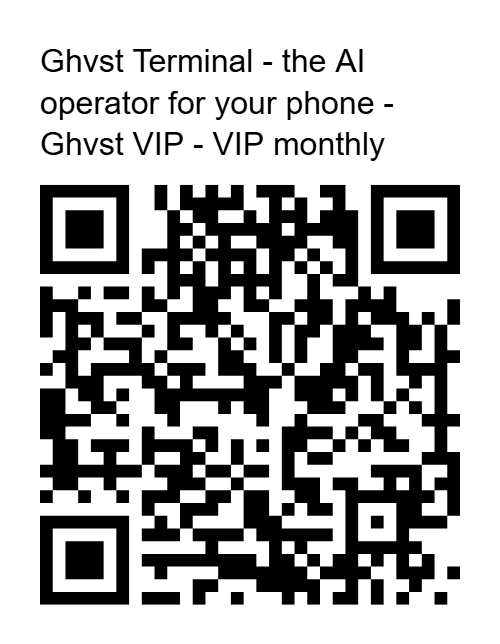 Ghvst Terminal - the AI
operator for your phone -
Ghvst VIP - VIP monthly